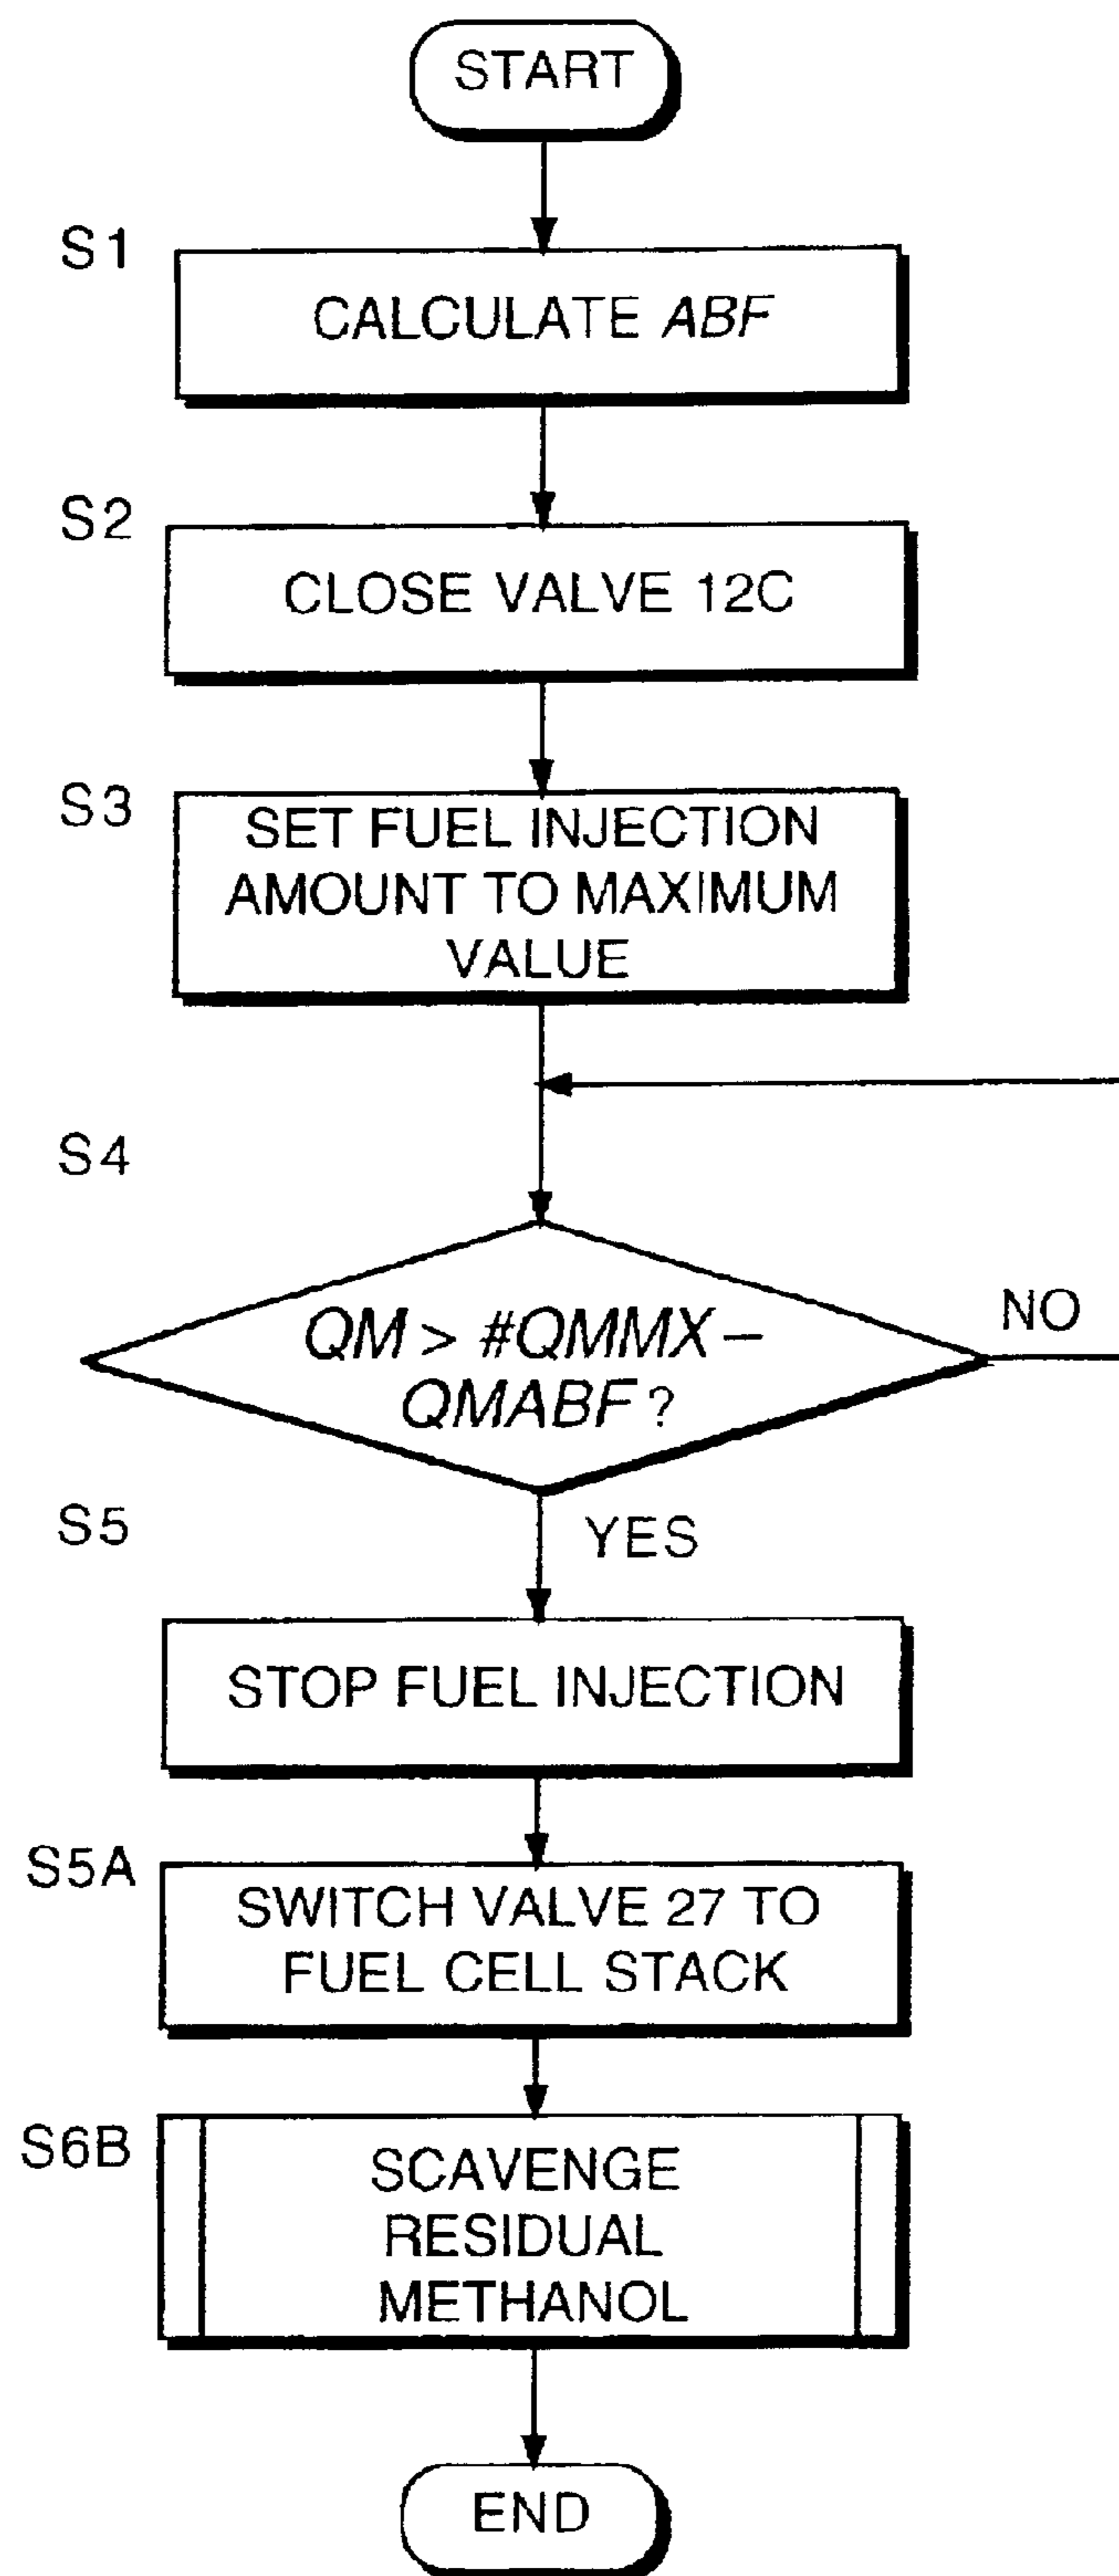 START
S1
CALCULATE ABF
S2
CLOSE VALVE 12C
S3
SET FUEL INJECTION
AMOUNT TO MAXIMUM
VALUE
S4
QM > #QMMX –
QMABF ?
NO
YES
S5
STOP FUEL INJECTION
S5A
SWITCH VALVE 27 TO
FUEL CELL STACK
S6B
SCAVENGE
RESIDUAL
METHANOL
END